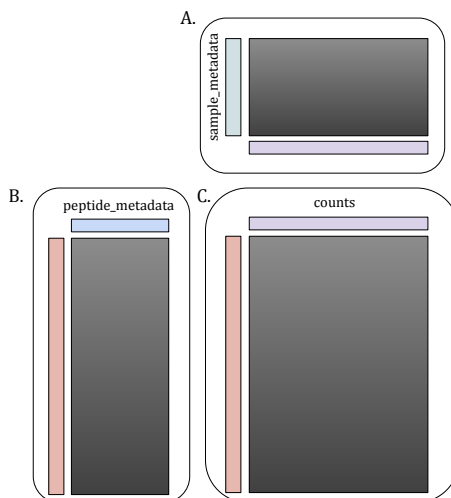 A.
sample_metadata
B.
peptide_metadata
C.
counts